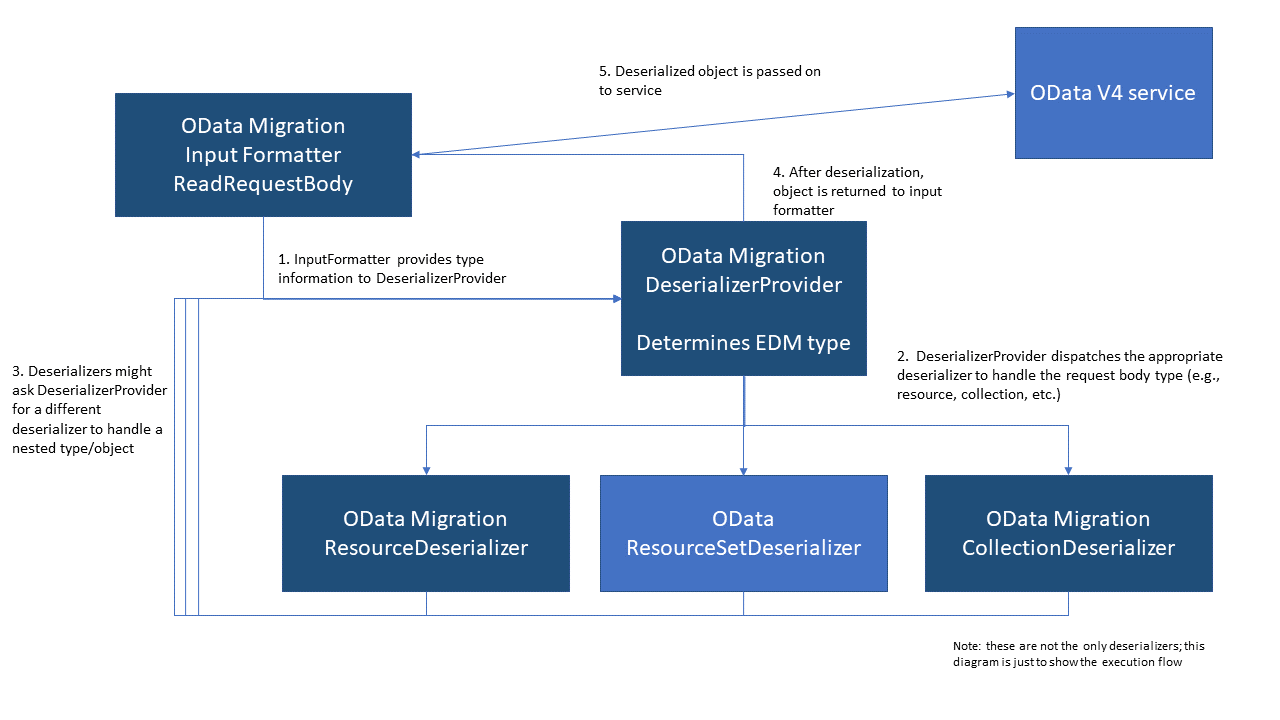 5. Deserialized object is passed on
to service
OData V4 service
OData Migration
Input Formatter
ReadRequestBody
4. After deserialization,
object is returned to input
formatter
1. InputFormatter provides type
information to DeserializerProvider
OData Migration
DeserializerProvider
Determines EDM type
2. DeserializerProvider dispatches the appropriate
deserializer to handle the request body type (e.g.,
resource, collection, etc.)
3. Deserializers might
ask DeserializerProvider
for a different
deserializer to handle a
nested type/object
OData Migration
ResourceDeserializer
OData
ResourceSetDeserializer
OData Migration
CollectionDeserializer
Note: these are not the only deserializers; this
diagram is just to show the execution flow